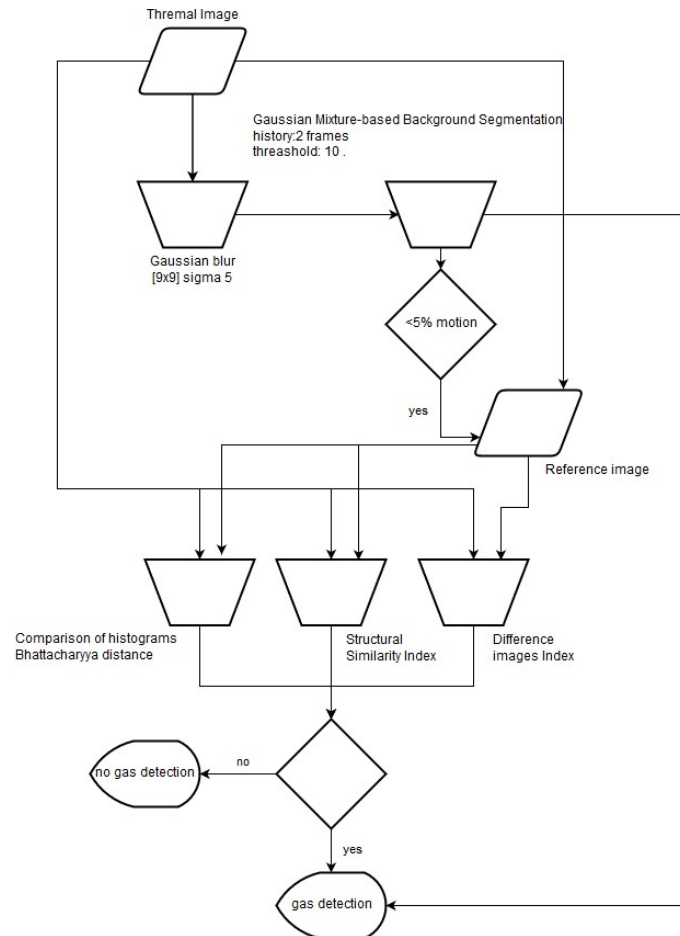 Thremal Image
Gaussian Mixture-based Background Segmentation
history:2 frames
threashold: 10 .
Gaussian blur
[9x9] sigma 5
<5% motion
yes
Reference image
Comparison of histograms
Bhattacharyya distance
Structural
Similarity Index
Difference
images Index
no gas detection
no
yes
gas detection